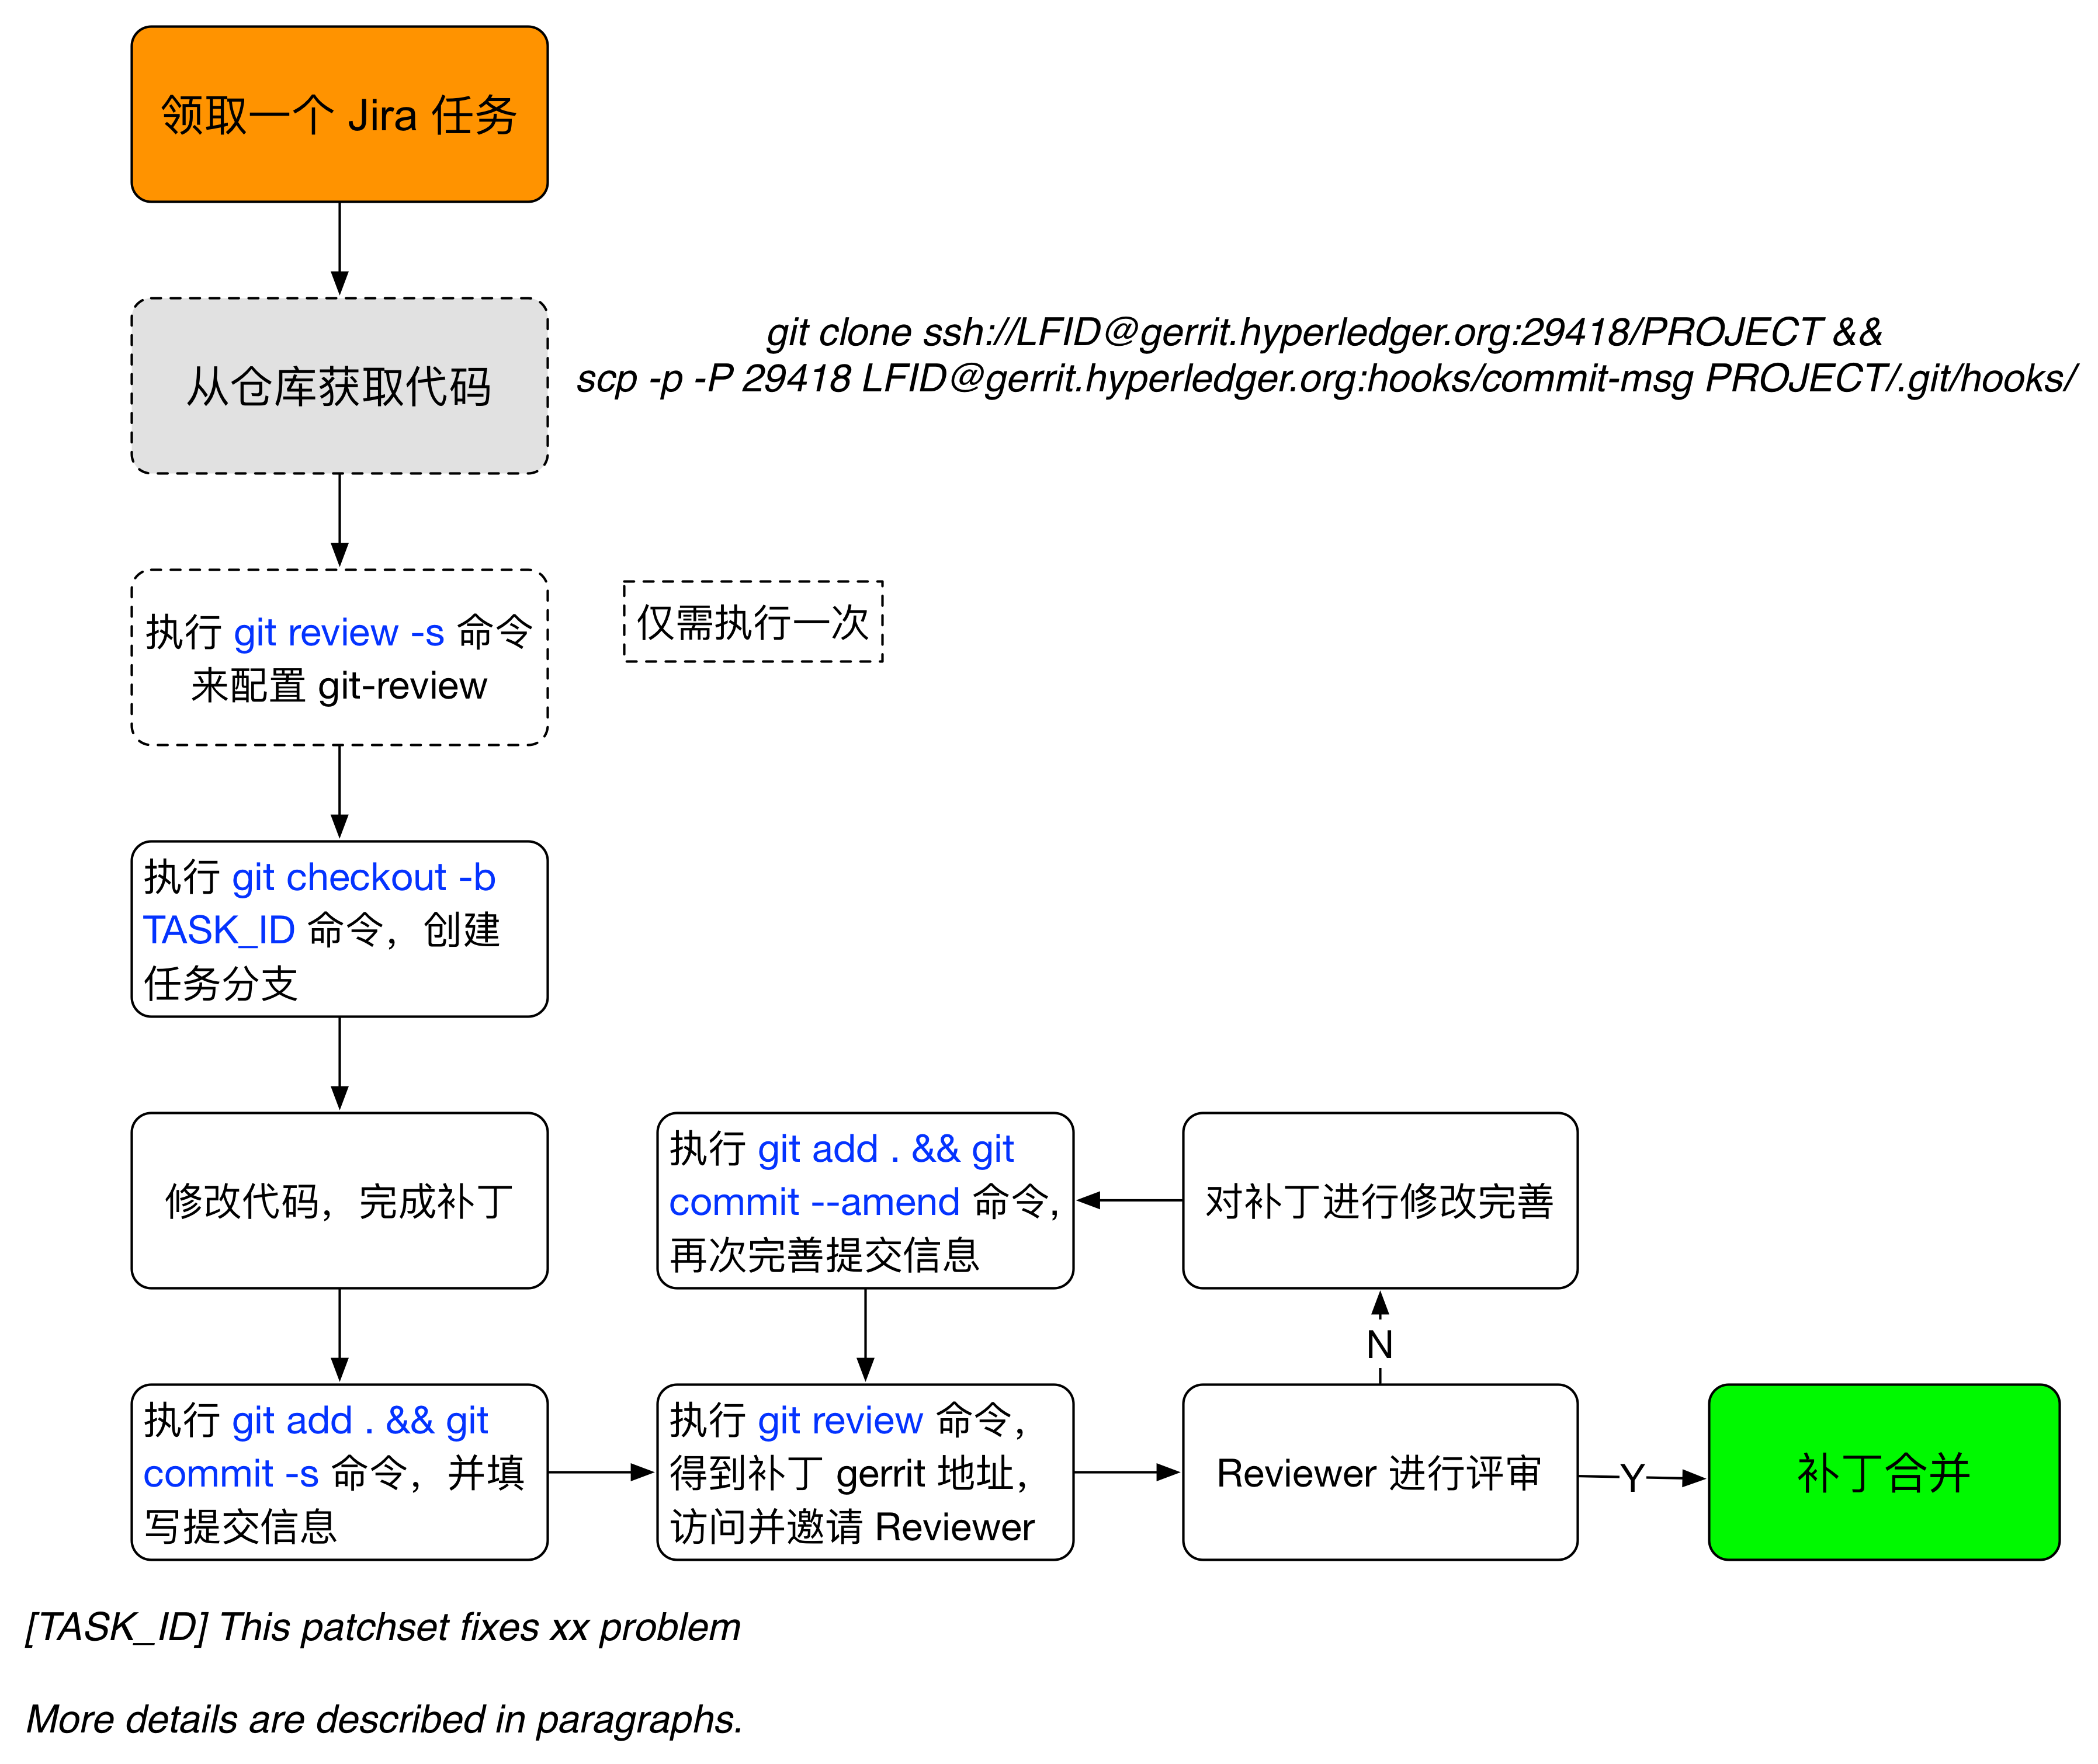 领取一个 Jira 任务
从仓库获取代码
git clone ssh://LFID@gerrit.hyperledger.org:29418/PROJECT &&
scp -p -P 29418 LFID@gerrit.hyperledger.org:hooks/commit-msg PROJECT/.git/hooks/
执行 git review -s 命令
来配置 git-review
仅需执行一次
执行 git checkout -b
TASK_ID 命令，创建
任务分支
修改代码，完成补丁
执行 git add . && git
commit --amend 命令，
再次完善提交信息
对补丁进行修改完善
N
执行 git add . && git
commit -s 命令，并填
写提交信息
执行 git review 命令，
得到补丁 gerrit 地址，
访问并邀请 Reviewer
Reviewer 进行评审
Y
补丁合并
[TASK_ID] This patchset fixes xx problem
More details are described in paragraphs.